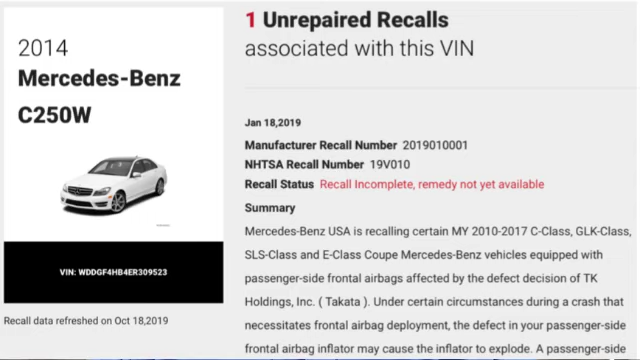 2014
Mercedes-Benz
C250W
VIN: WDDGF4HB4ER309523
Recall data refreshed on Oct 18,2019
1 Unrepaired Recalls
associated with this VIN
Jan 18,2019
Manufacturer Recall Number 2019010001
NHTSA Recall Number 19V010
Recall Status Recall Incomplete, remedy not yet available
Summary
Mercedes-Benz USA is recalling certain MY 2010-2017 C-Class, GLK-Class,
SLS-Class and E-Class Coupe Mercedes-Benz vehicles equipped with
passenger-side frontal airbags affected by the defect decision of TK
Holdings, Inc. ( Takata ). Under certain circumstances during a crash that
necessitates frontal airbag deployment, the defect in your passenger-side
frontal airbag inflator may cause the inflator to explode. A passenger-side